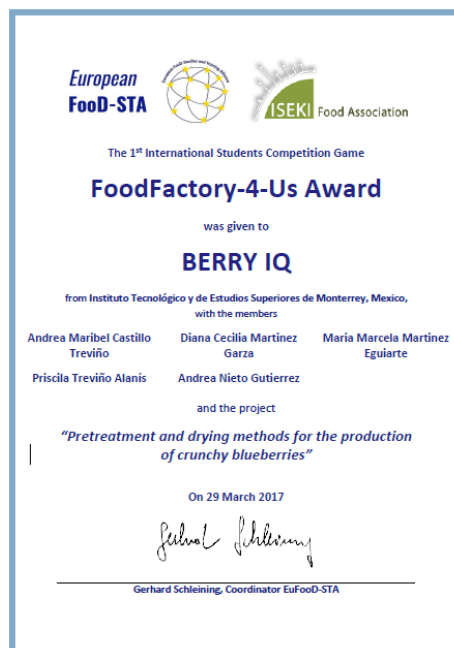 European
FooD-STA
ISEKI Food Association
The 1st International Students Competition Game
FoodFactory-4-Us Award
was given to
BERRY IQ
from Instituto Tecnológico y de Estudios Superiores de Monterrey, Mexico,
with the members
Andrea Maribel Castillo Treviño
Diana Cecilia Martinez Garza
Maria Marcela Martinez Eguiarte
Priscila Treviño Alanis
Andrea Nieto Gutierrez
and the project
“Pretreatment and drying methods for the production
of crunchy blueberries”
On 29 March 2017
Gerhard Schleining
Gerhard Schleining, Coordinator EuFooD-STA